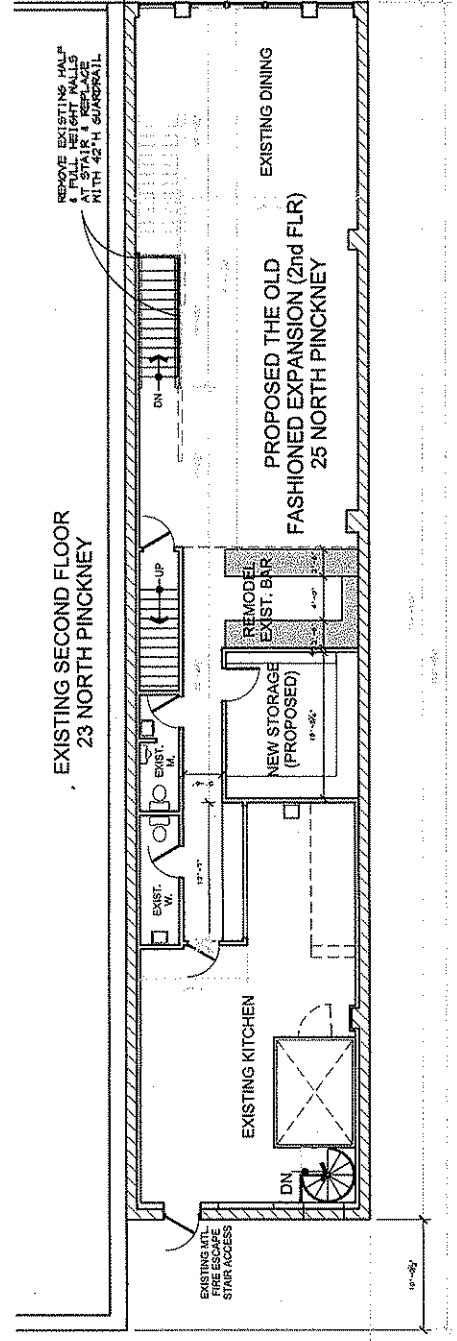 EXISTING SECOND FLOOR
23 NORTH PINCKNEY
REMOVE EXISTING HALF
& FULL HEIGHT WALLS
AT STAIR & REPLACE
WITH 42"H GUARDRAIL
EXISTING MTL.
FIRE ESCAPE
STAIR ACCESS
EXISTING KITCHEN
DN
EXIST.
W.
EXIST.
M.
UP
DN
NEW STORAGE
(PROPOSED)
REMODEL
EXIST. BAR
PROPOSED THE OLD
FASHIONED EXPANSION (2nd FLR)
25 NORTH PINCKNEY
EXISTING DINING